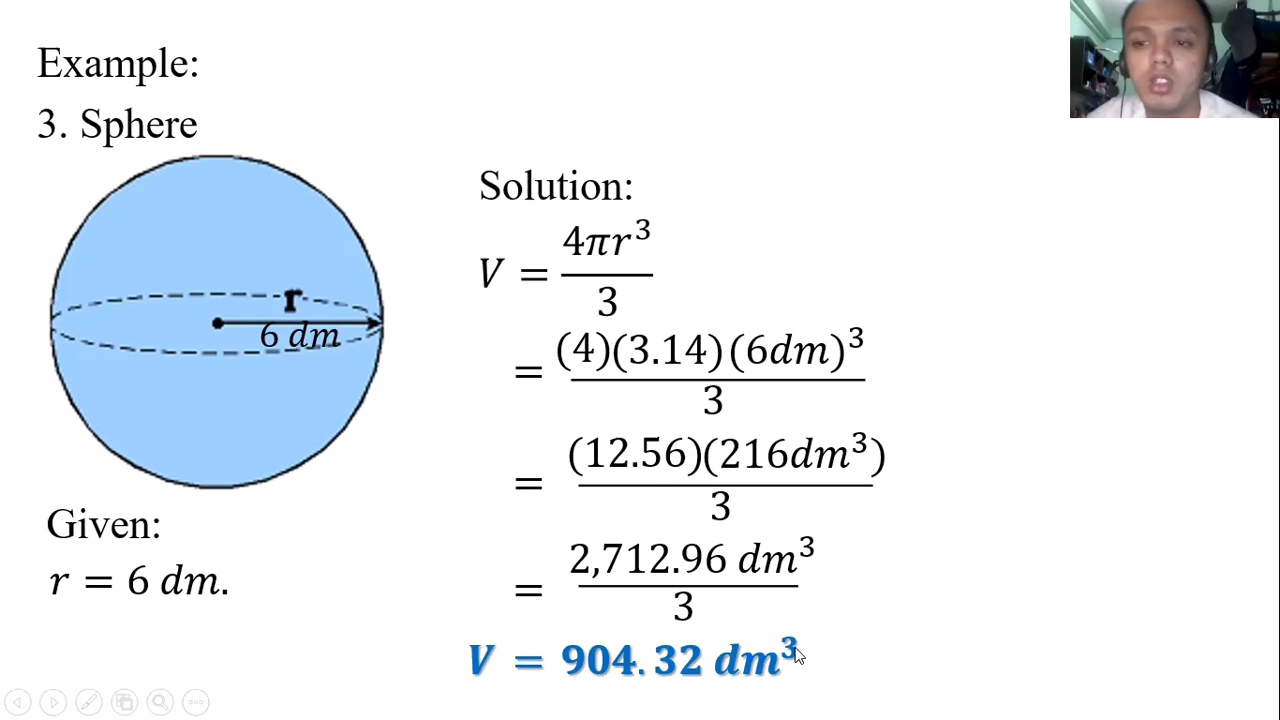 Example:
3. Sphere
r
6 dm
Given:
r = 6 dm.
Solution:
V = 4πr³
3
= (4)(3.14)(6dm)³
3
= (12.56)(216dm³)
3
= 2,712.96 dm³
3
V = 904.32 dm³